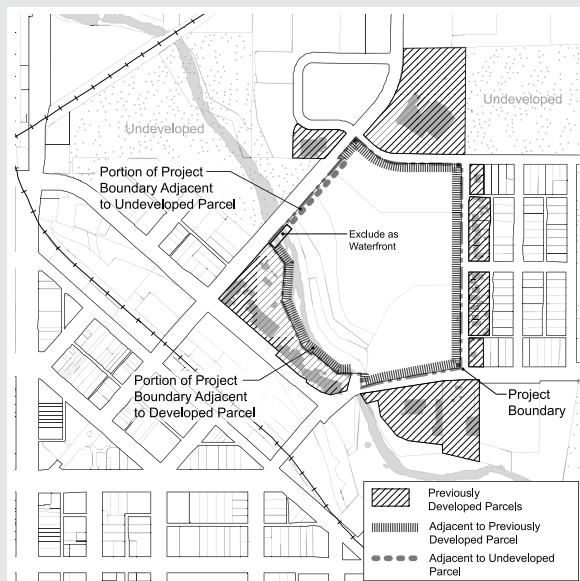 Undeveloped
Undeveloped
Portion of Project
Boundary Adjacent
to Undeveloped Parcel
Exclude as
Waterfront
Portion of Project
Boundary Adjacent
to Developed Parcel
Project
Boundary
Previously
Developed Parcels
Adjacent to Previously
Developed Parcel
Adjacent to Undeveloped
Parcel